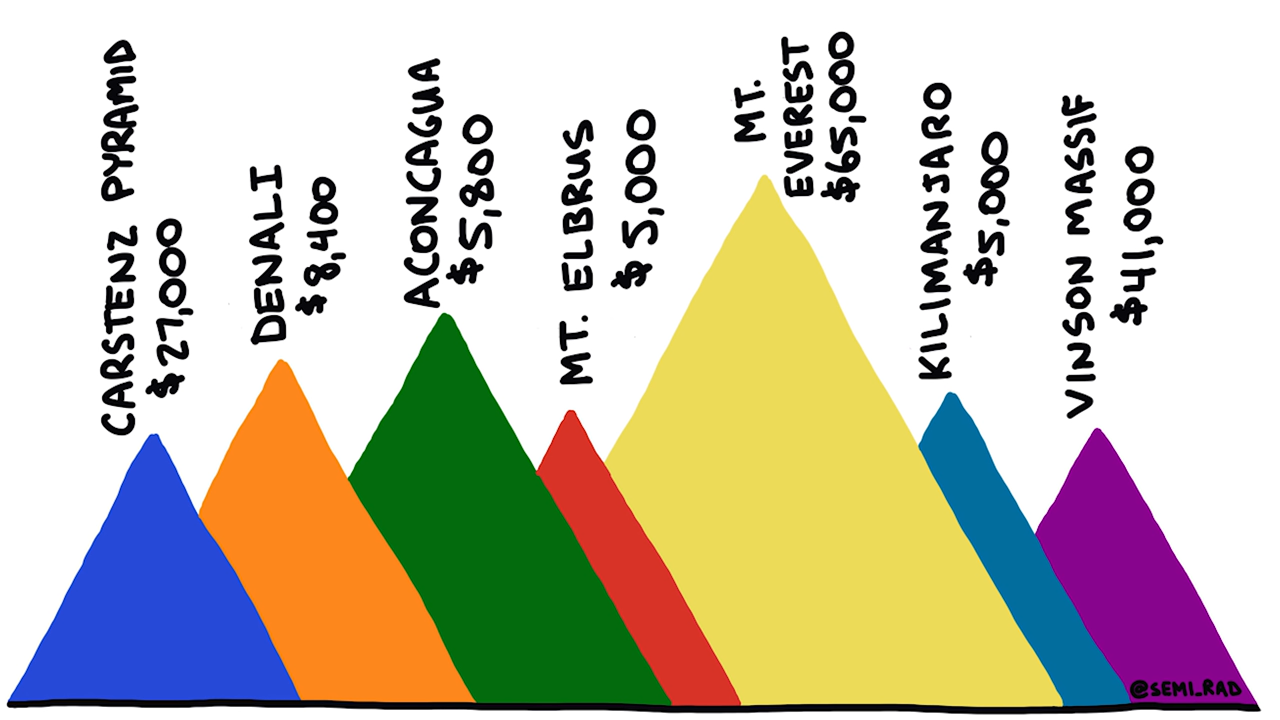 CARSTENZ PYRAMID
$27,000
DENALI
$8,400
ACONCAGUA
$5,800
MT. ELBRUS
$5,000
MT.
EVEREST
$65,000
KILIMANJARO
$5,000
VINSON MASSIF
$41,000
@SEMI_RAD